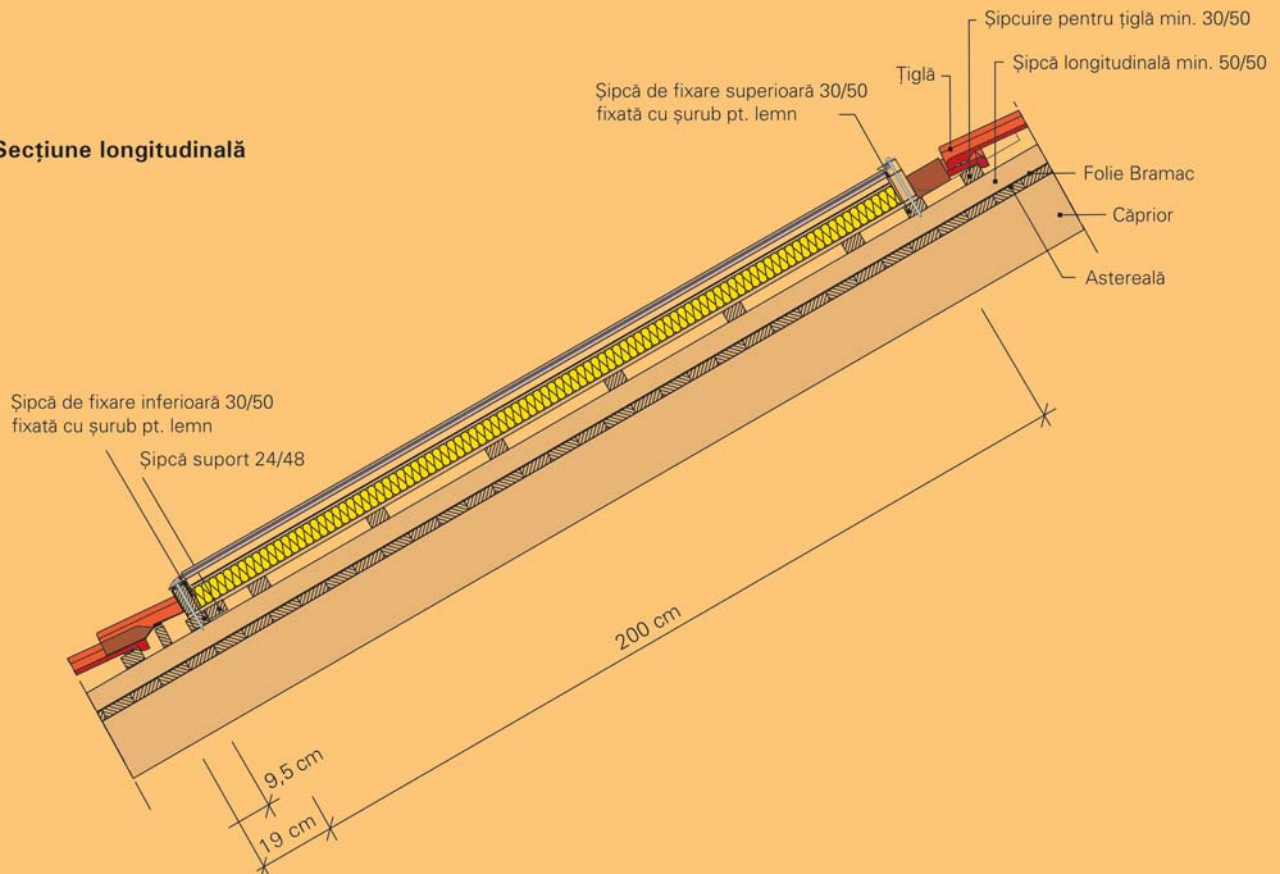 Șipcuire pentru țiglă min. 30/50
Țiglă
Șipcă longitudinală min. 50/50
Șipcă de fixare superioară 30/50
fixată cu șurub pt. lemn
Secțiune longitudinală
Folie Bramac
Căprior
Astereală
Șipcă de fixare inferioară 30/50
fixată cu șurub pt. lemn
Șipcă suport 24/48
200 cm
9,5 cm
19 cm